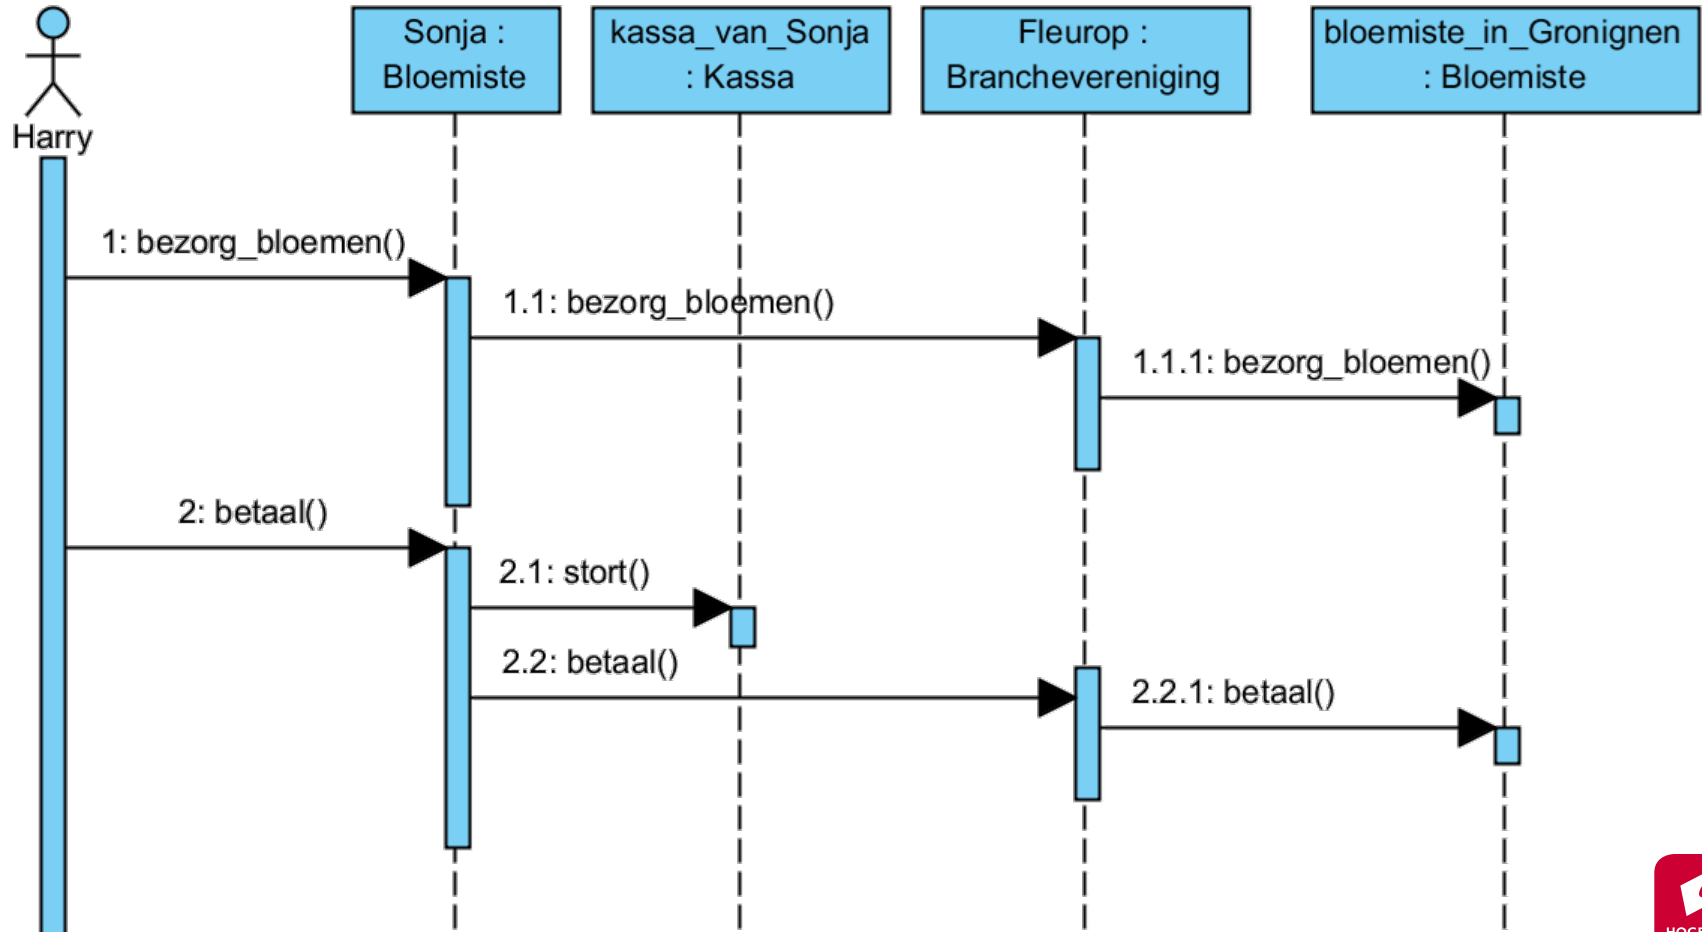 Sonja :
Bloemiste
kassa_van_Sonja
: Kassa
Fleurop :
Branchevereniging
bloemiste_in_Gronignen
: Bloemiste
Harry
1: bezorg_bloemen()
1.1: bezorg_bloemen()
1.1.1: bezorg_bloemen()
2: betaal()
2.1: stort()
2.2: betaal()
2.2.1: betaal()